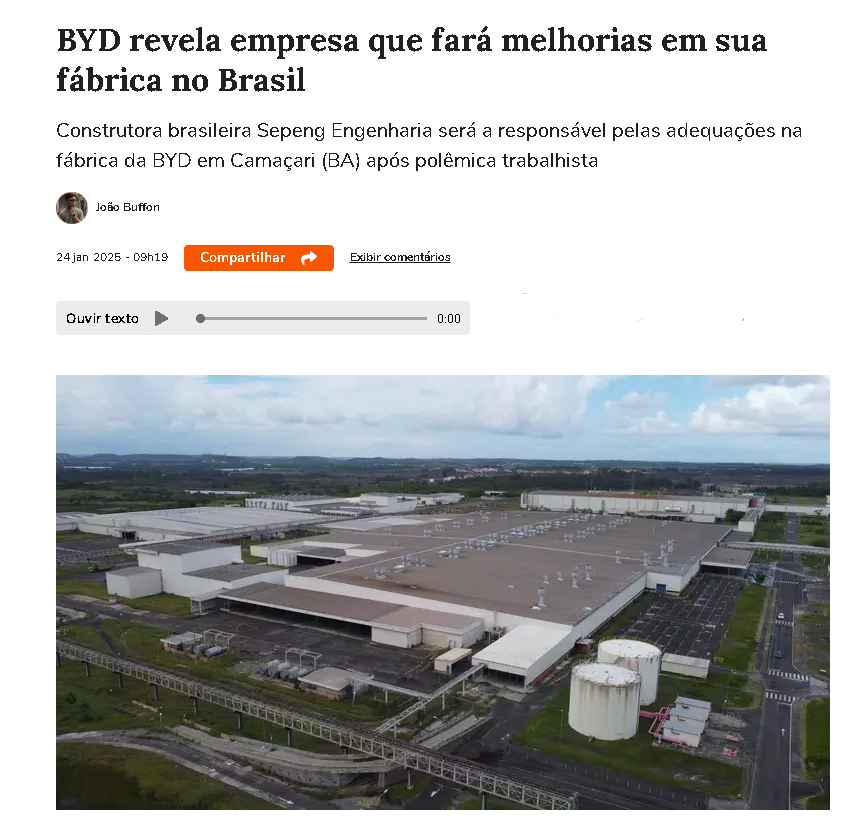 BYD revela empresa que fará melhorias em sua
fábrica no Brasil
Construtora brasileira Sepeng Engenharia será a responsável pelas adequações na
fábrica da BYD em Camaçari (BA) após polêmica trabalhista
João Buffon
24 jan 2025 - 09h19
Compartilhar
Exibir comentários
Ouvir texto
0:00